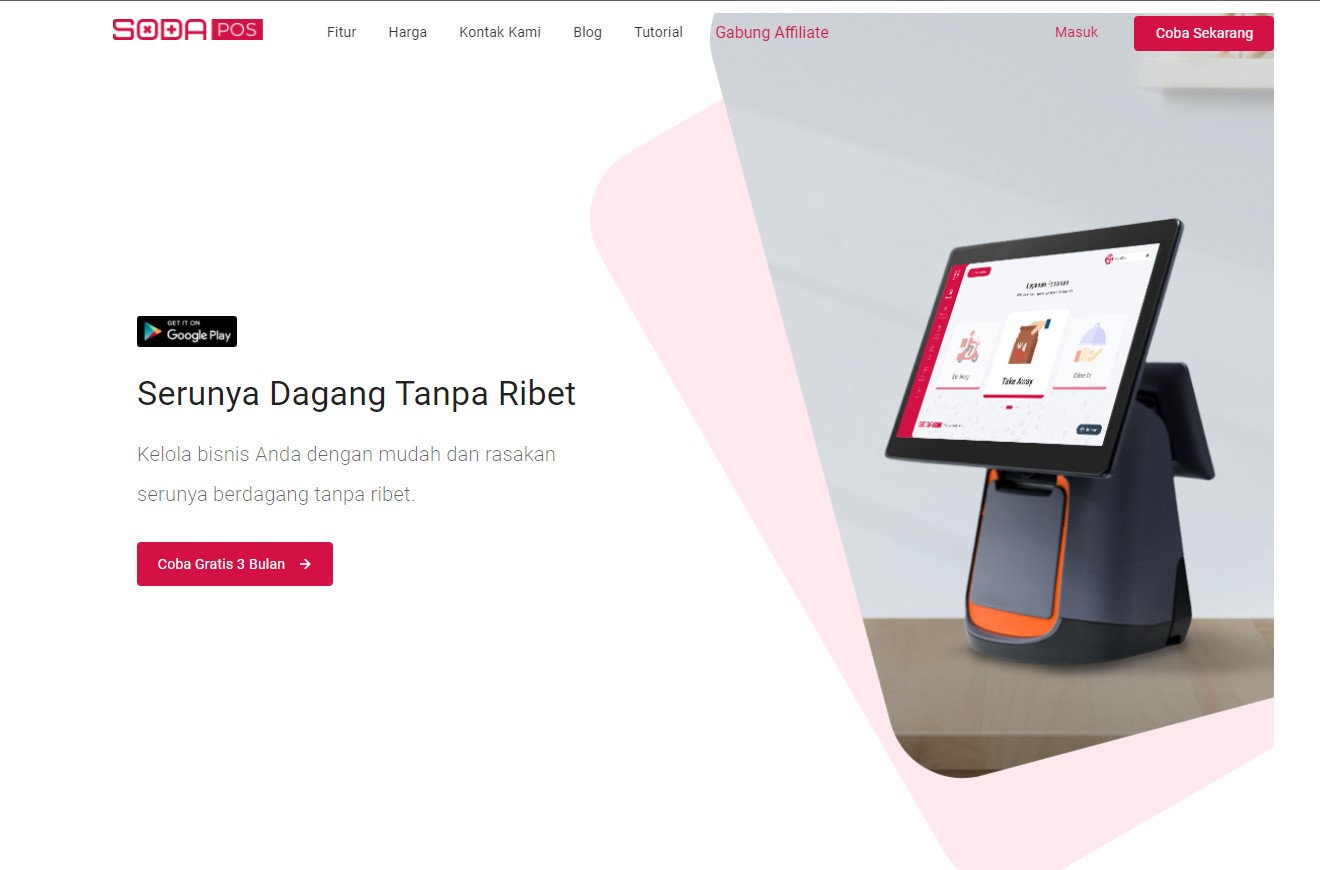 SODA POS
Fitur
Harga
Kontak Kami
Blog
Tutorial
Gabung Affiliate
Masuk
Coba Sekarang
GET IT ON
Google Play
Serunya Dagang Tanpa Ribet
Kelola bisnis Anda dengan mudah dan rasakan
serunya berdagang tanpa ribet.
Coba Gratis 3 Bulan
Take Away
Dine In